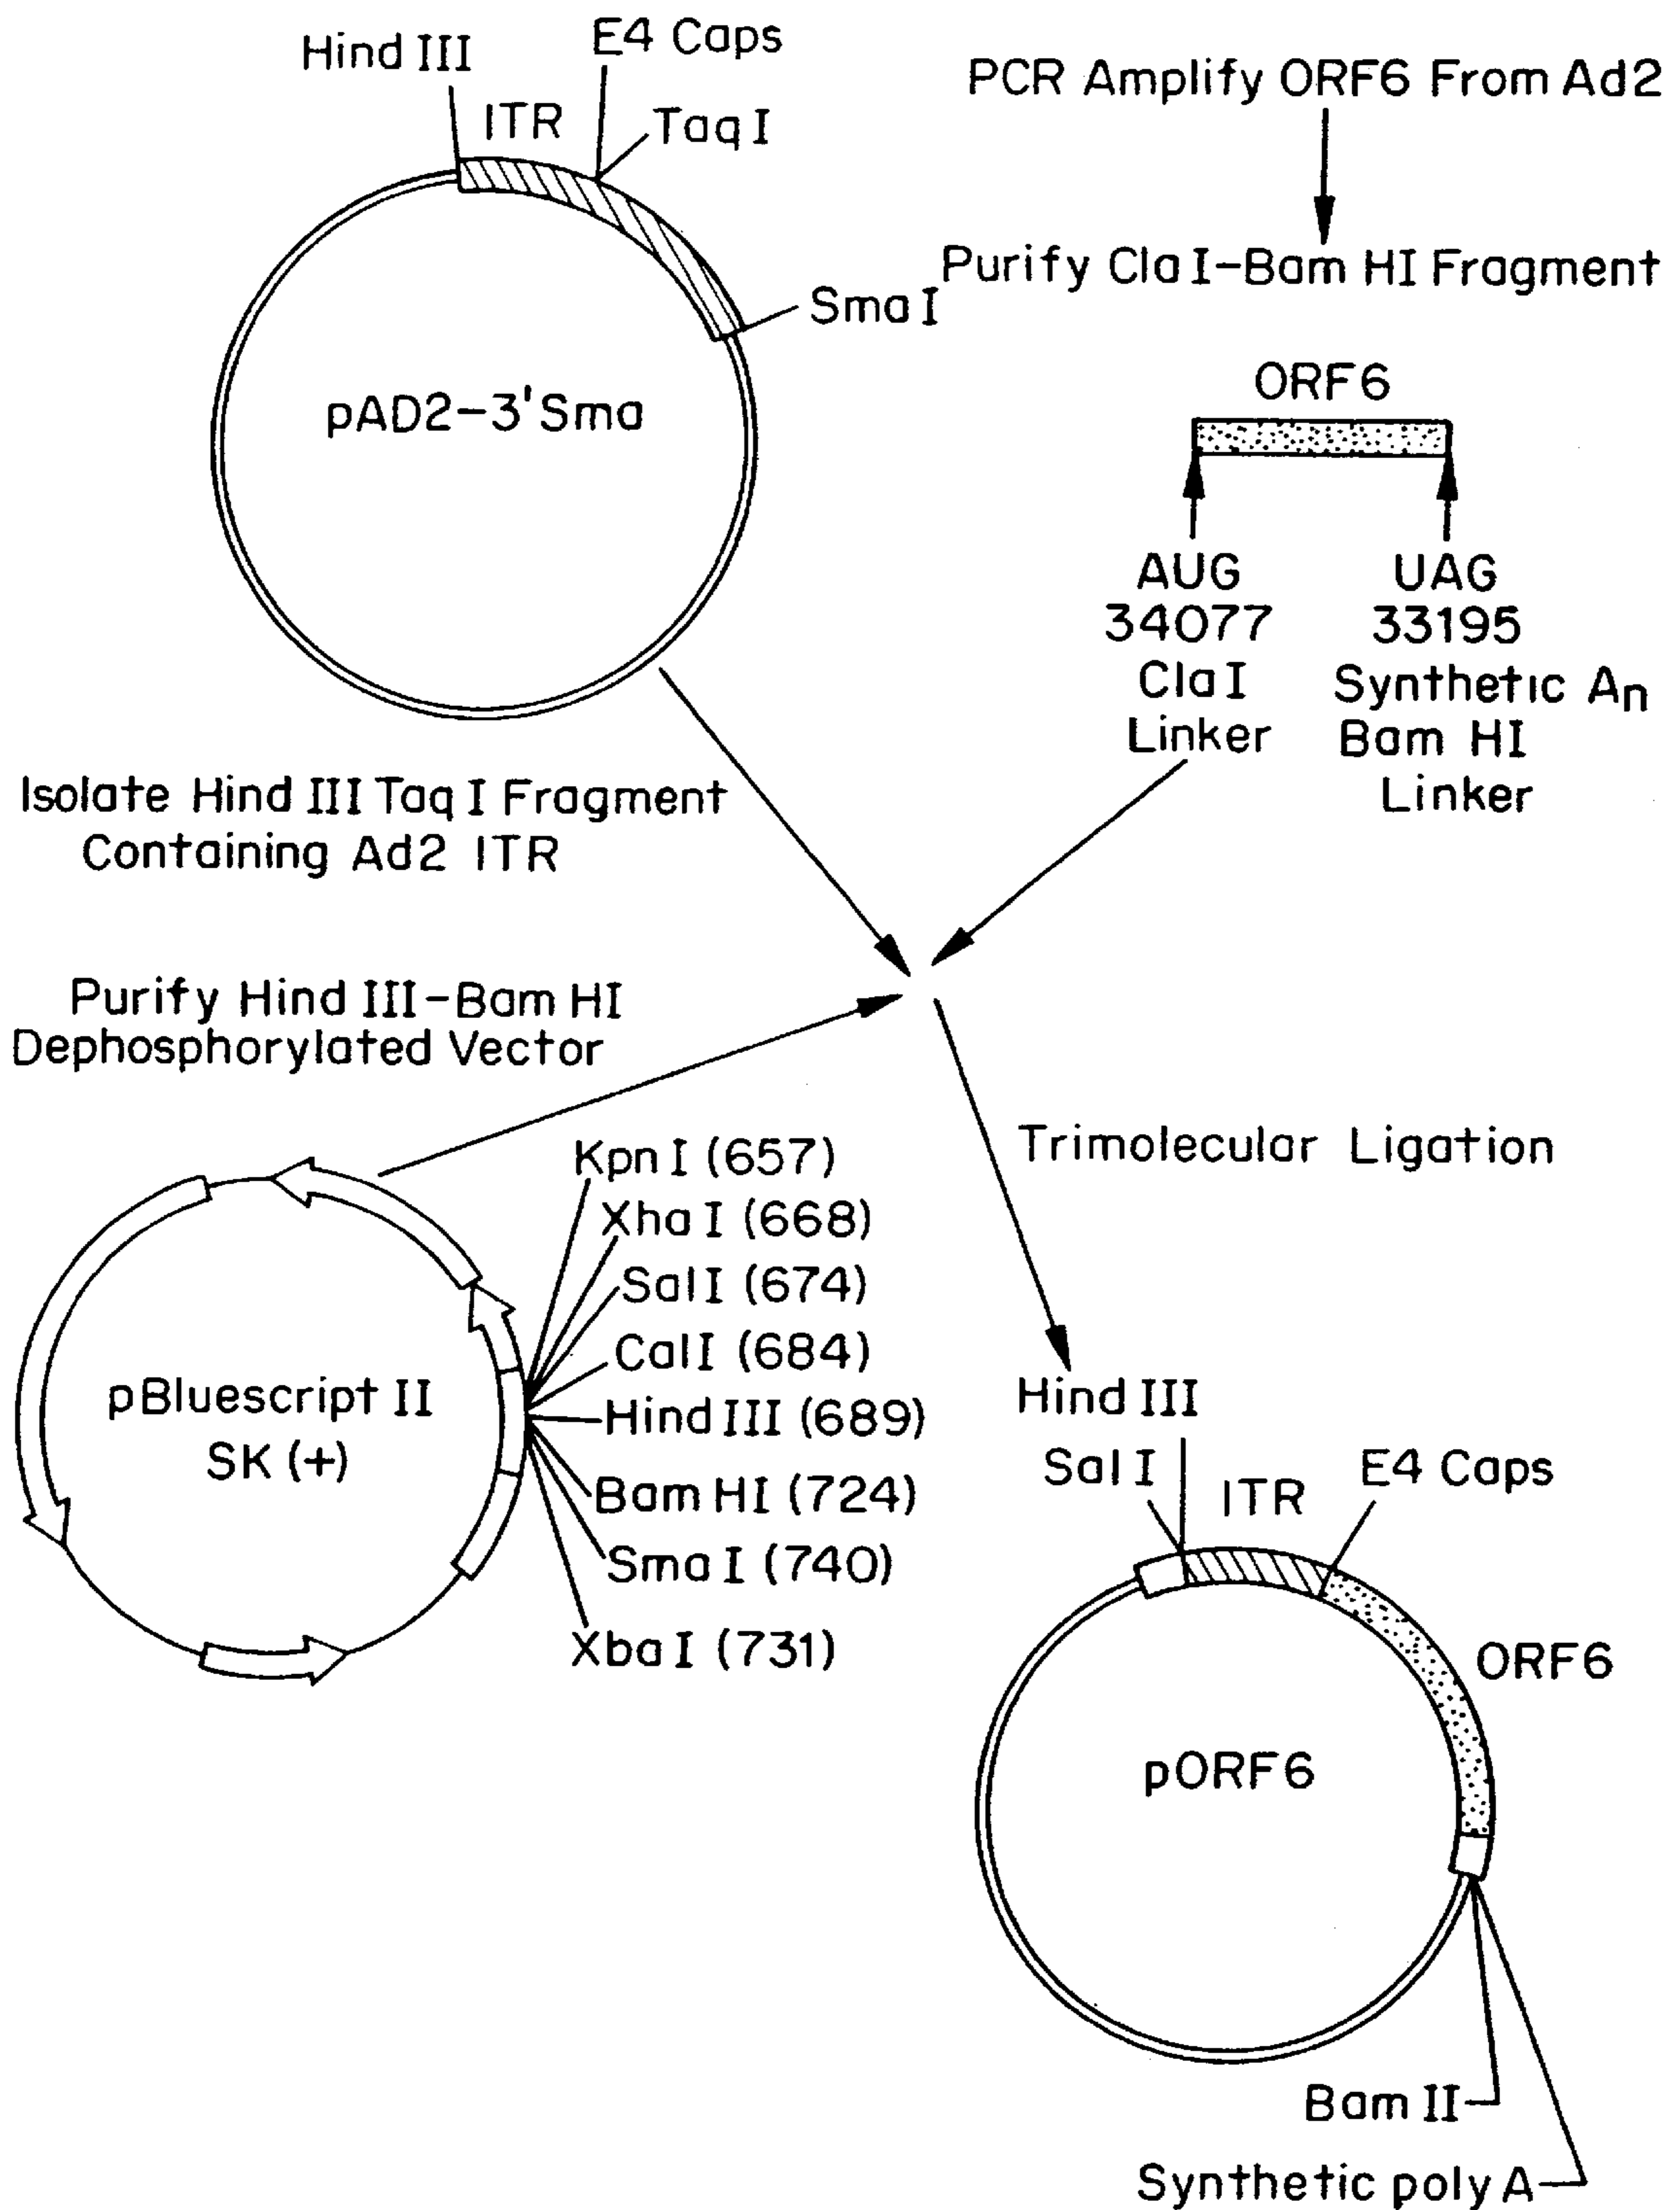 Hind III
E4 Caps
ITR
Taq I
Sma I
pAD2-3'Sma
PCR Amplify ORF6 From Ad2
Purify Cla I-Bam HI Fragment
ORF6
AUG
34077
Cla I
Linker
UAG
33195
Synthetic An
Bam HI
Linker
Isolate Hind III Taq I Fragment
Containing Ad2 ITR
Purify Hind III-Bam HI
Dephosphorylated Vector
Trimolecular Ligation
pBluescript II
SK (+)
Kpn I (657)
Xha I (668)
Sal I (674)
Cal I (684)
Hind III (689)
Bam HI (724)
Sma I (740)
Xba I (731)
Hind III
Sal I
ITR
E4 Caps
ORF6
pORF6
Bam II
Synthetic poly A